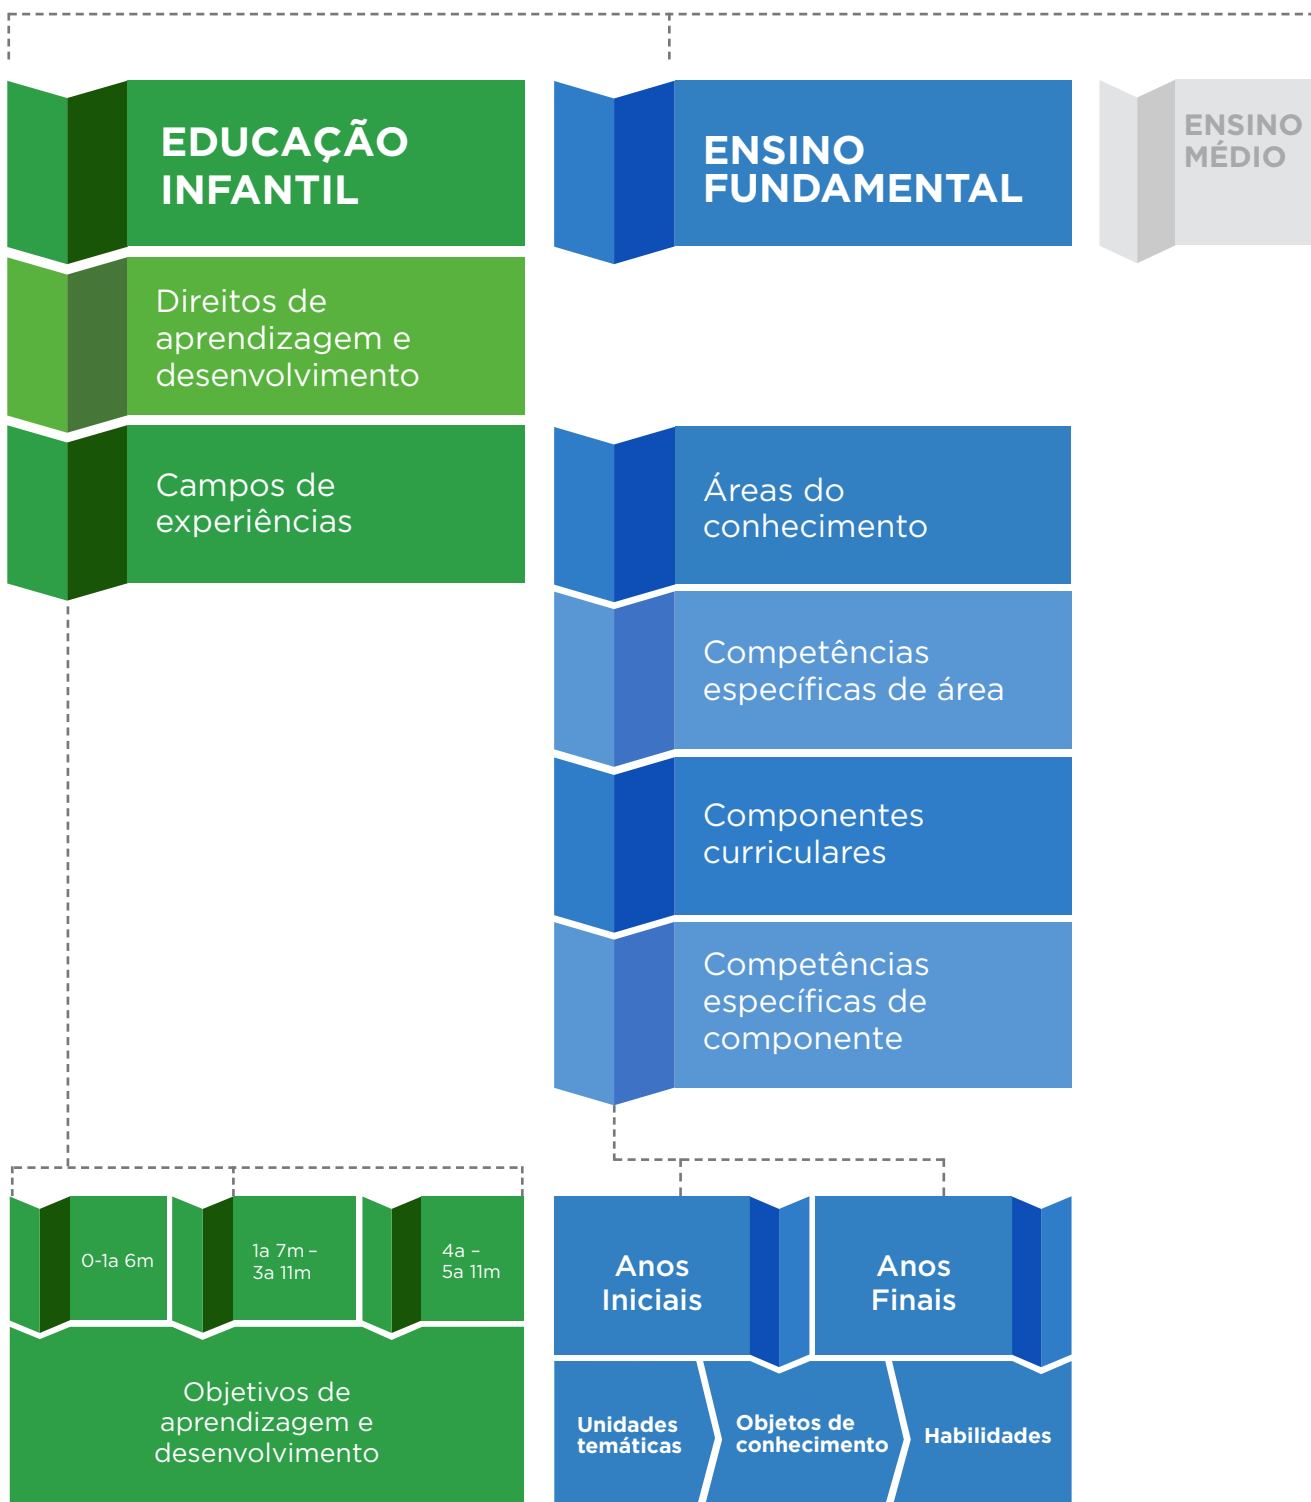 EDUCAÇÃO
INFANTIL
ENSINO
FUNDAMENTAL
ENSINO
MÉDIO
Direitos de
aprendizagem e
desenvolvimento
Campos de
experiências
Áreas do
conhecimento
Competências
específicas de área
Componentes
curriculares
Competências
específicas de
componente
0-1a 6m
1a 7m –
3a 11m
4a –
5a 11m
Objetivos de
aprendizagem e
desenvolvimento
Anos
Iniciais
Anos
Finais
Unidades
temáticas
Objetos de
conhecimento
Habilidades